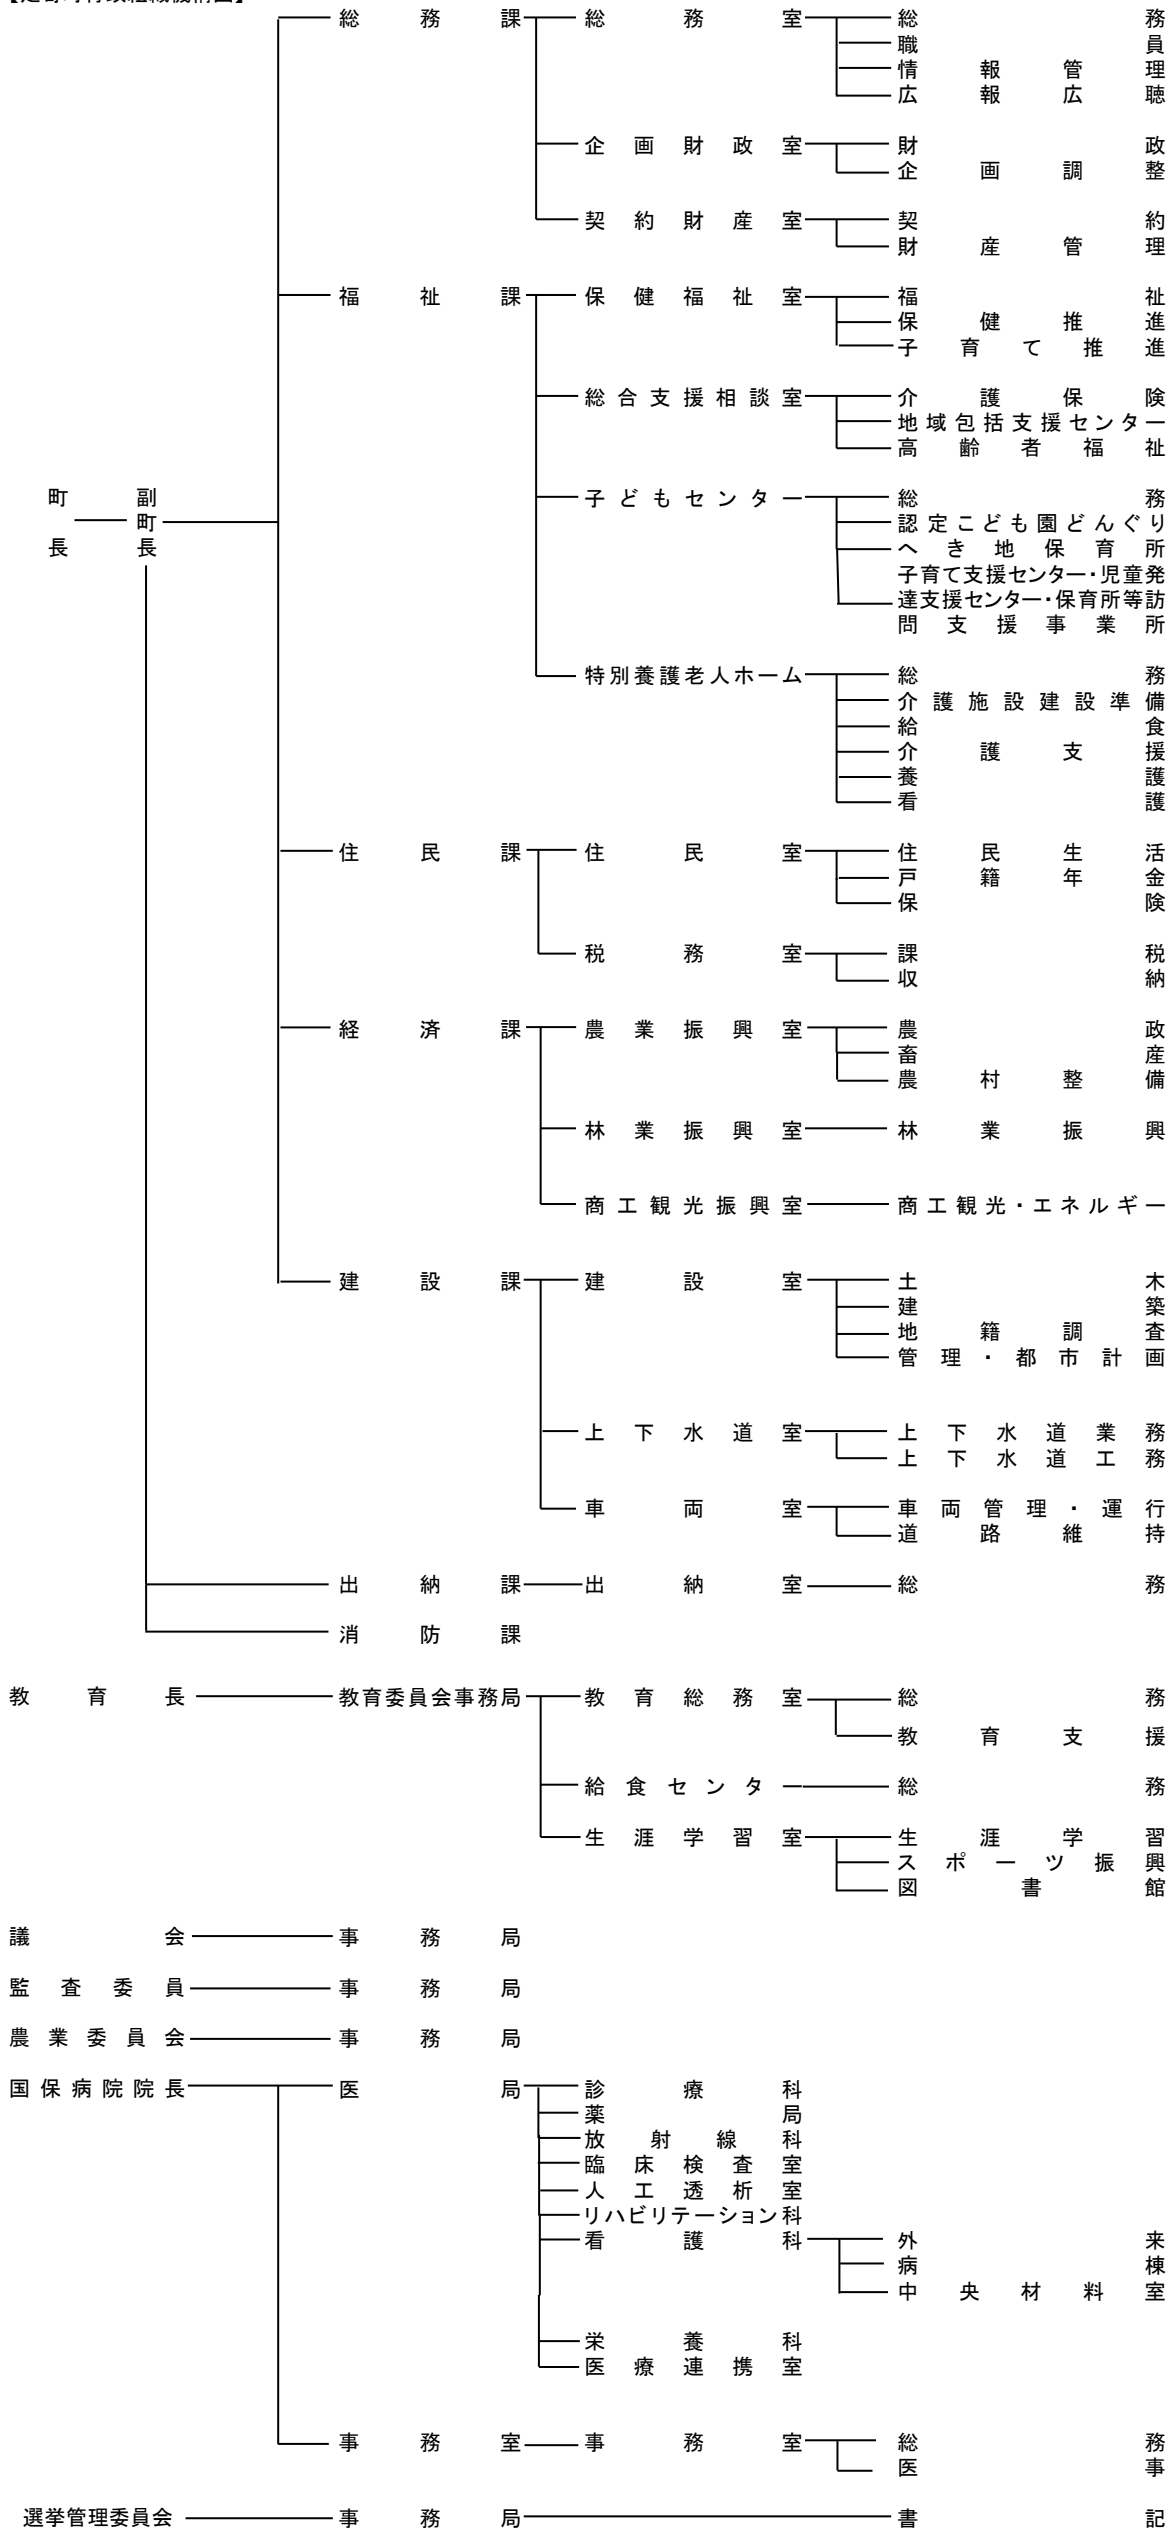 総務課 総務室 総務
職員
情報管理
広報広聴
企画財政室 財政
企画調整
契約財産室 契約
財産管理
福祉課 保健福祉室 福祉
保健推進
子育て推進
総合支援相談室 介護保険
地域包括支援センター
高齢者福祉
町長 副町長
子どもセンター 総務
認定こども園どんぐり
へき地保育所
子育て支援センター・児童発
達支援センター・保育所等訪
問支援事業所
特別養護老人ホーム 総務
介護施設建設準備
給食
介護支援
養護
看護
住民課 住民室 住民生活
戸籍年金
保険
税務室 課税
収納
経済課 農業振興室 農政
畜産
農村整備
林業振興室 林業振興
商工観光振興室 商工観光・エネルギー
建設課 建設室 土木
建築
地籍調査
管理・都市計画
上下水道室 上下水道業務
上下水道工務
車両室 車両管理・運行
道路維持
出納課 出納室 総務
消防課
教育長 教育委員会事務局 教育総務室 総務
教育支援
給食センター 総務
生涯学習室 生涯学習
スポーツ振興
図書館
議会 事務局
監査委員 事務局
農業委員会 事務局
国保病院院長 医局 診療科
薬局
放射線科
臨床検査室
人工透析室
リハビリテーション科
看護科 外来
病棟
中央材料室
栄養科
医療連携室
事務室 事務室 総務
医事
選挙管理委員会 事務局 書記